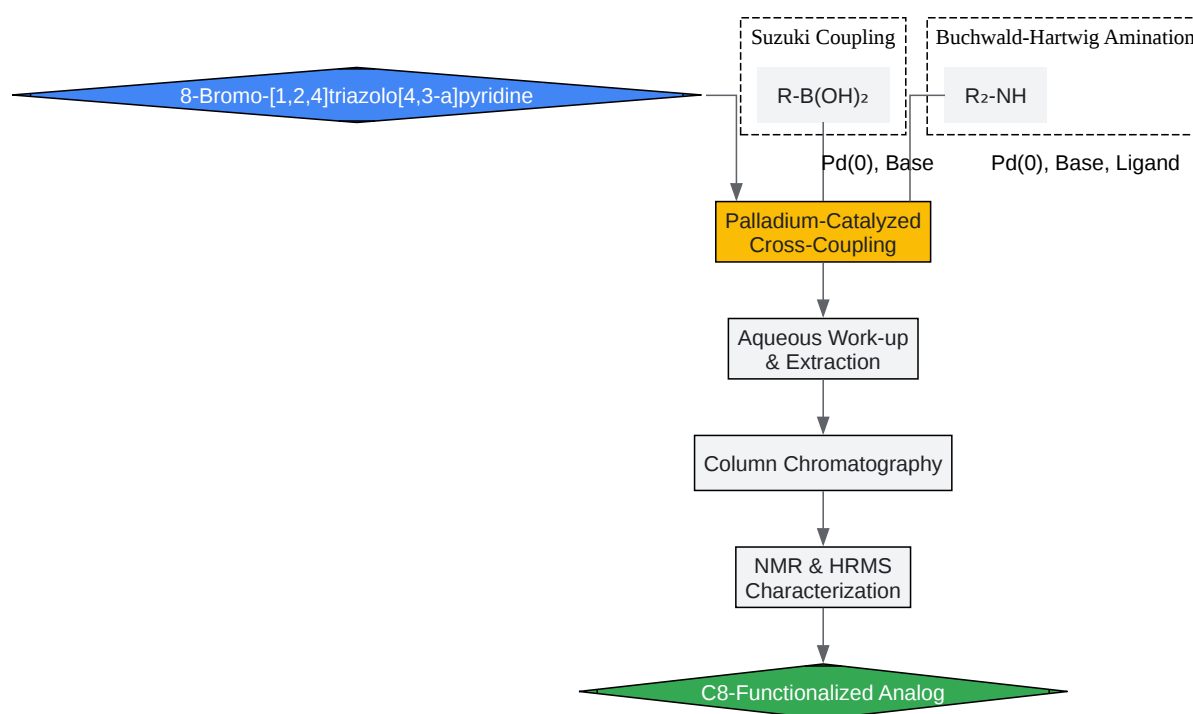 Suzuki Coupling
Buchwald-Hartwig Amination
8-Bromo-[1,2,4]triazolo[4,3-a]pyridine
R-B(OH)₂
R₂-NH
Pd(0), Base
Pd(0), Base, Ligand
Palladium-Catalyzed
Cross-Coupling
Aqueous Work-up
& Extraction
Column Chromatography
NMR & HRMS
Characterization
C8-Functionalized Analog